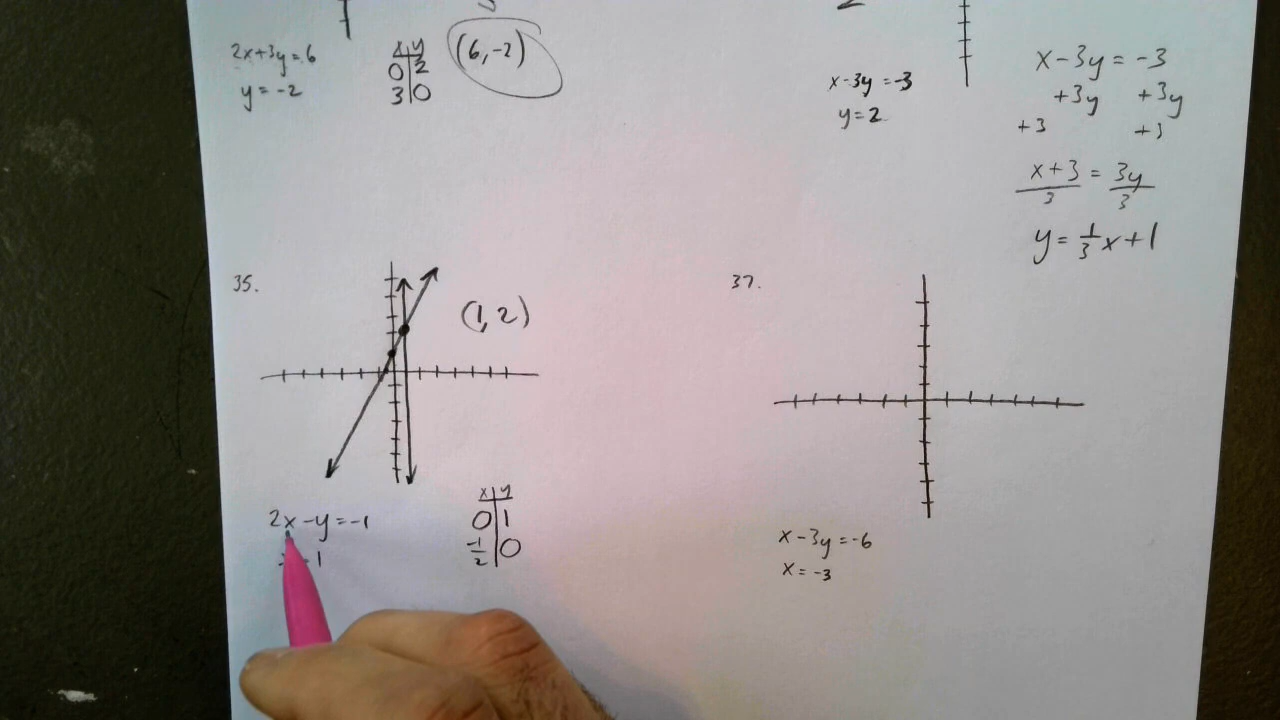 2x+3y=6
y=-2
x y
0 2
3 0
(6,-2)
x-3y=-3
y=2
x-3y=-3
+3y +3y
+3 +3
x+3 = 3y
3 3
y=1/3x+1
35.
(1,2)
2x-y=-1
1
x y
0 1
-1/2 0
37.
x-3y=-6
x=-3